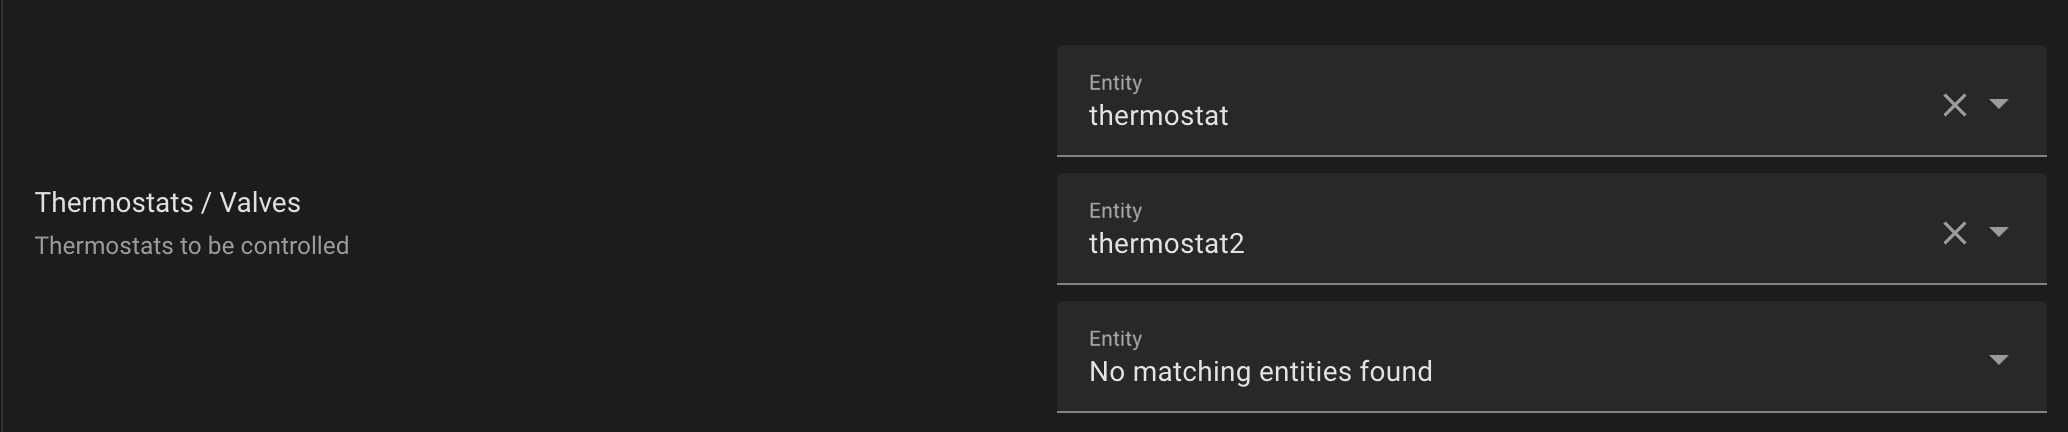 Thermostats / Valves
Thermostats to be controlled
Entity
thermostat
Entity
thermostat2
Entity
No matching entities found